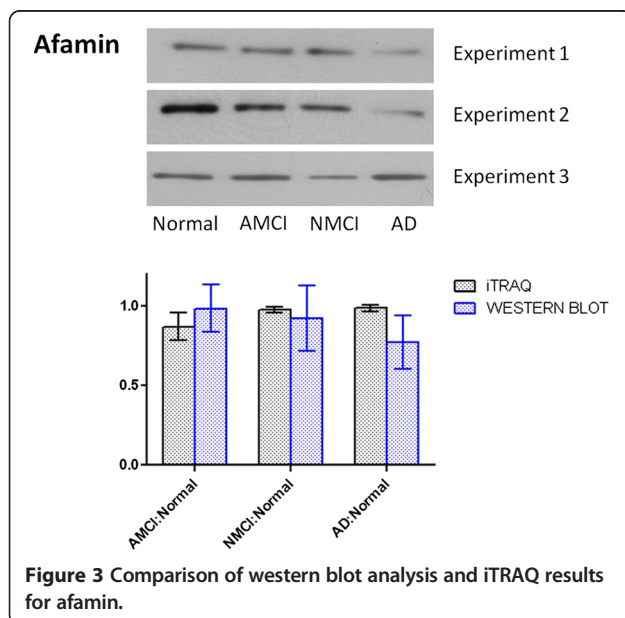 Afamin
Experiment 1
Experiment 2
Experiment 3
Normal AMCI NMCI AD
1.0
0.5
0.0
iTRAQ
WESTERN BLOT
AMCI:Normal
NMCI:Normal
AD:Normal
Figure 3 Comparison of western blot analysis and iTRAQ results
for afamin.